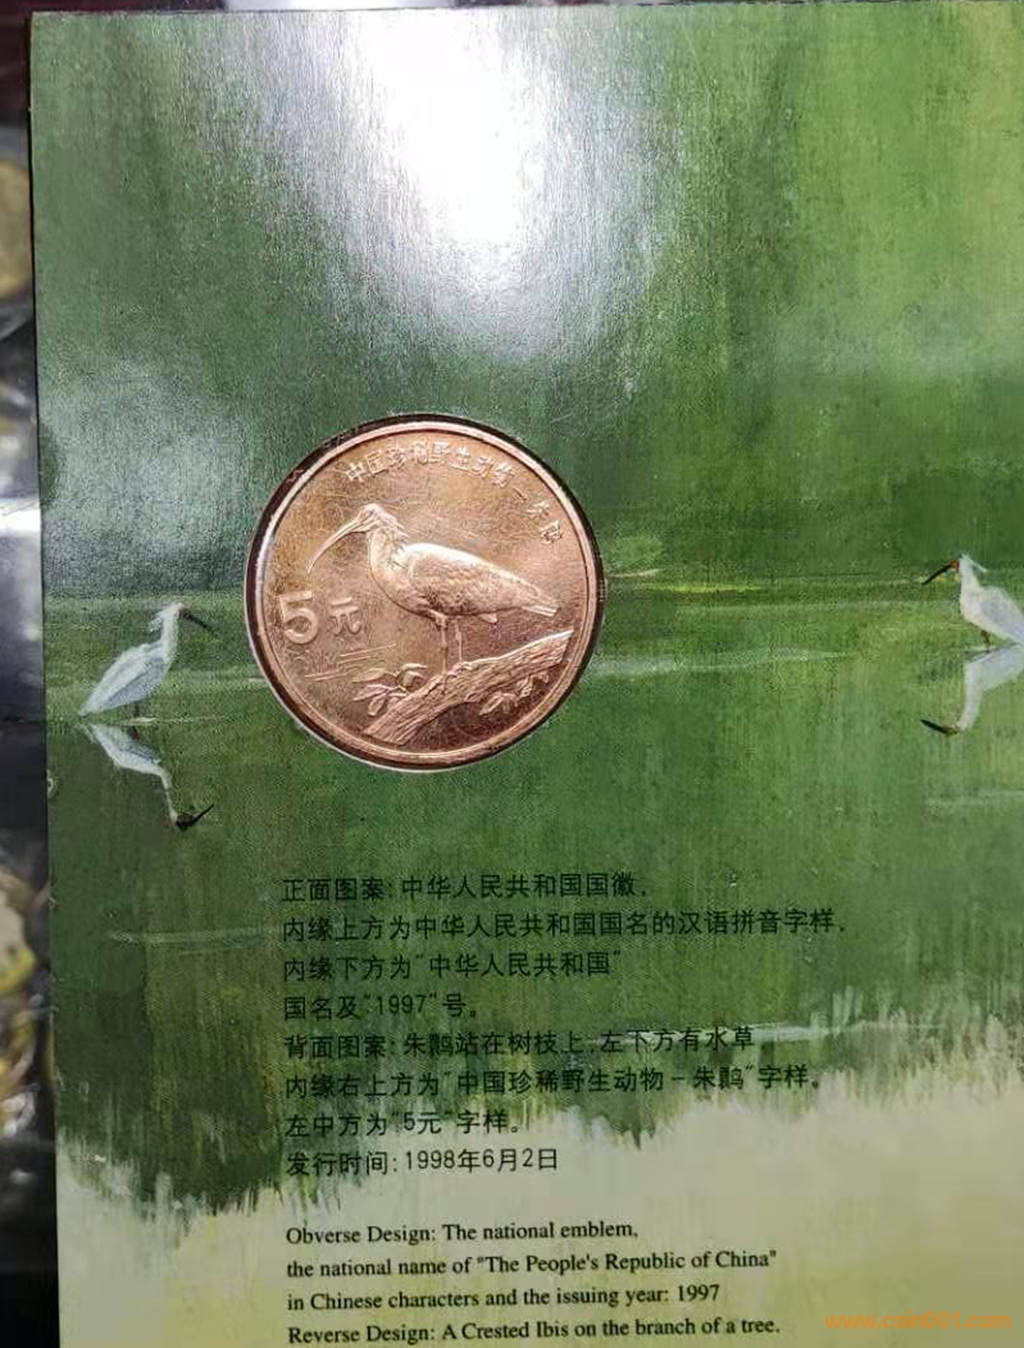 中国珍稀野生动物－朱鹮
5元
正面图案:中华人民共和国国徽,
内缘上方为中华人民共和国国名的汉语拼音字样,
内缘下方为"中华人民共和国"
国名及"1997"号。
背面图案:朱鹮站在树枝上,左下方有水草
内缘右上方为"中国珍稀野生动物－朱鹮"字样。
左中方为"5元"字样。
发行时间:1998年6月2日
Obverse Design: The national emblem,
the national name of "The People's Republic of China"
in Chinese characters and the issuing year: 1997
Reverse Design: A Crested Ibis on the branch of a tree.
www.coin001.com